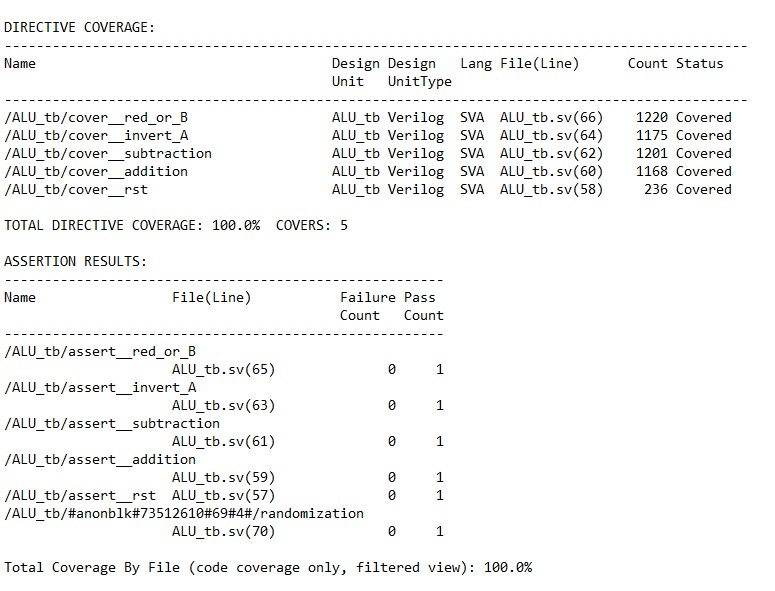 DIRECTIVE COVERAGE:
----------------------------------------------------------------------------------------------
Name                                     Design Design   Lang File(Line)      Count Status
                                         Unit   UnitType
----------------------------------------------------------------------------------------------
/ALU_tb/cover__red_or_B                  ALU_tb Verilog  SVA  ALU_tb.sv(66)    1220 Covered
/ALU_tb/cover__invert_A                  ALU_tb Verilog  SVA  ALU_tb.sv(64)    1175 Covered
/ALU_tb/cover__subtraction               ALU_tb Verilog  SVA  ALU_tb.sv(62)    1201 Covered
/ALU_tb/cover__addition                  ALU_tb Verilog  SVA  ALU_tb.sv(60)    1168 Covered
/ALU_tb/cover__rst                       ALU_tb Verilog  SVA  ALU_tb.sv(58)     236 Covered
TOTAL DIRECTIVE COVERAGE: 100.0%  COVERS: 5
ASSERTION RESULTS:
-------------------------------------------------------
Name                 File(Line)           Failure Pass
                                          Count   Count
-------------------------------------------------------
/ALU_tb/assert__red_or_B
                     ALU_tb.sv(65)              0     1
/ALU_tb/assert__invert_A
                     ALU_tb.sv(63)              0     1
/ALU_tb/assert__subtraction
                     ALU_tb.sv(61)              0     1
/ALU_tb/assert__addition
                     ALU_tb.sv(59)              0     1
/ALU_tb/assert__rst  ALU_tb.sv(57)              0     1
/ALU_tb/#anonblk#73512610#69#4#/randomization
                     ALU_tb.sv(70)              0     1
Total Coverage By File (code coverage only, filtered view): 100.0%